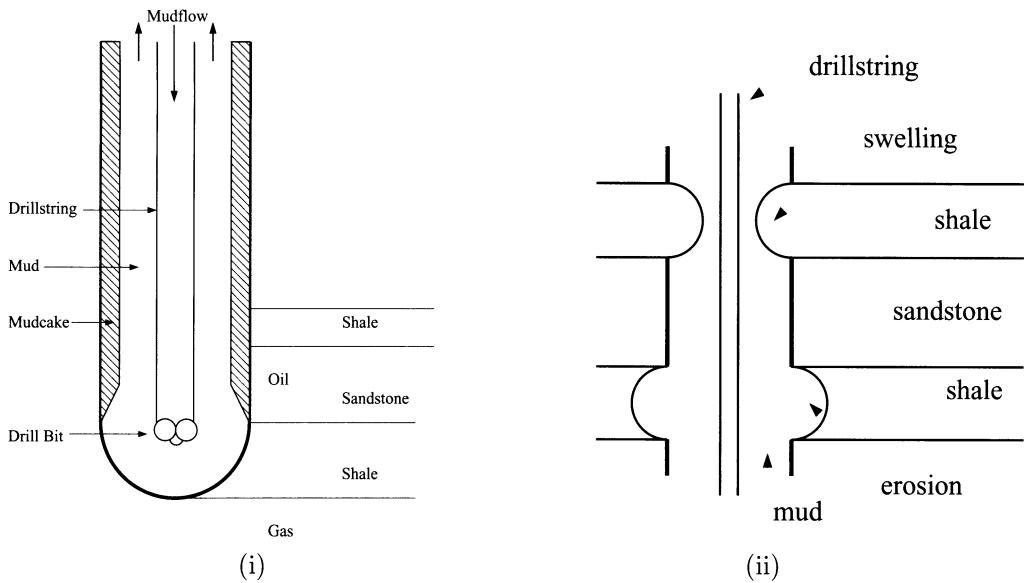 Mudflow
Drillstring
Mud
Mudcake
Drill Bit
Shale
Oil
Sandstone
Shale
Gas
(i)
drillstring
swelling
shale
sandstone
shale
erosion
mud
(ii)